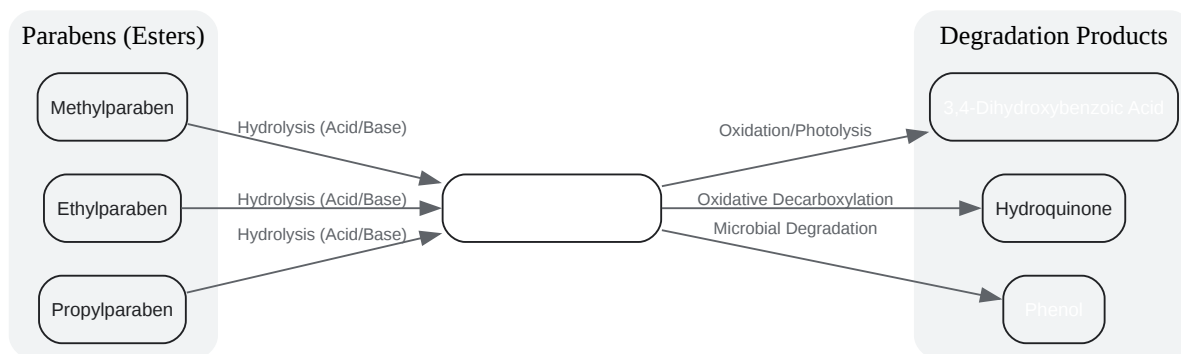 Parabens (Esters)
Degradation Products
Methylparaben
Hydrolysis (Acid/Base)
Oxidation/Photolysis
3,4-Dihydroxybenzoic Acid
Ethylparaben
Hydrolysis (Acid/Base)
Oxidative Decarboxylation
Hydroquinone
Hydrolysis (Acid/Base)
Microbial Degradation
Propylparaben
Phenol